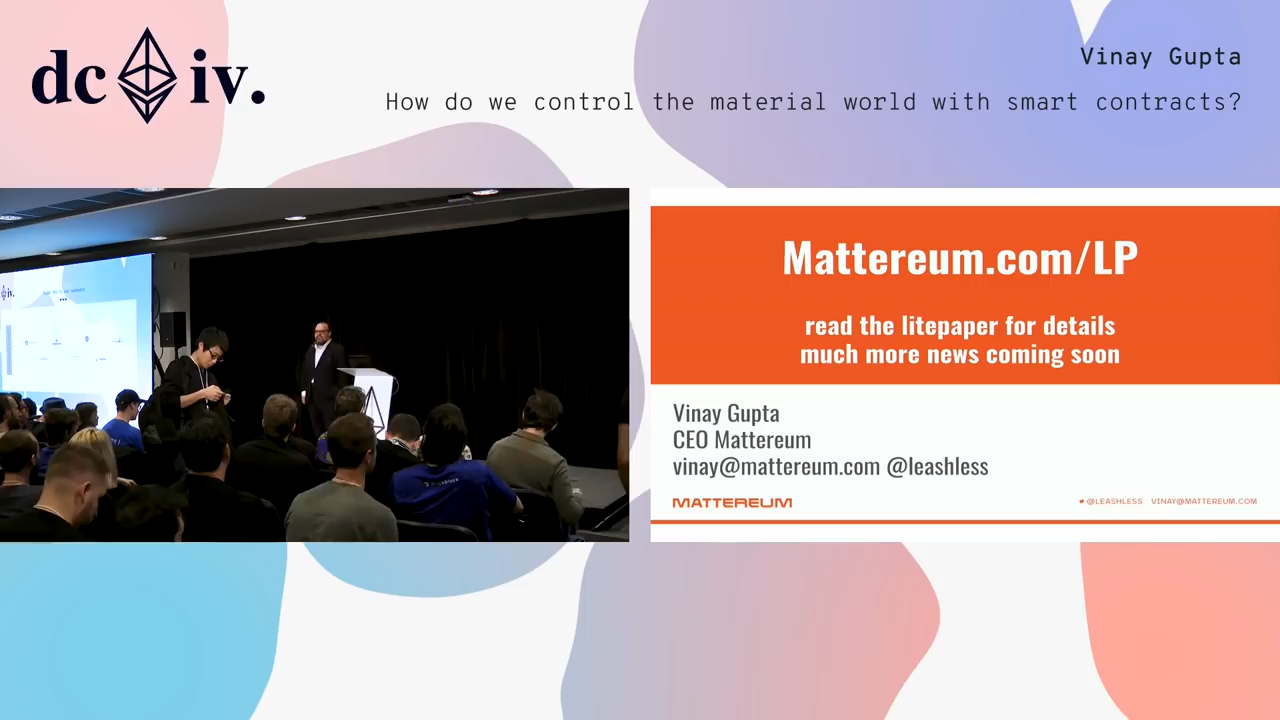 dc iv.
Vinay Gupta
How do we control the material world with smart contracts?
Mattereum.com/LP
read the litepaper for details
much more news coming soon
Vinay Gupta
CEO Mattereum
vinay@mattereum.com @leashless
MATTEREUM
@LEASHLESS VINAY@MATTEREUM.COM
iv.